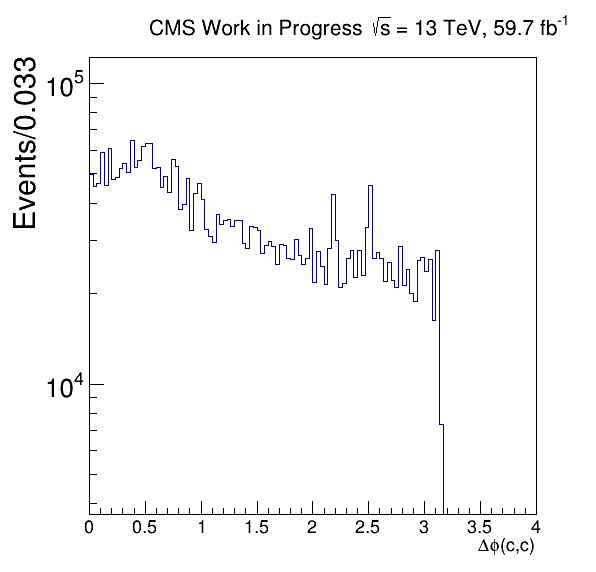 CMS Work in Progress √s = 13 TeV, 59.7 fb⁻¹
Events/0.033
10⁵
10⁴
0 0.5 1 1.5 2 2.5 3 3.5 4
Δϕ(c,c)